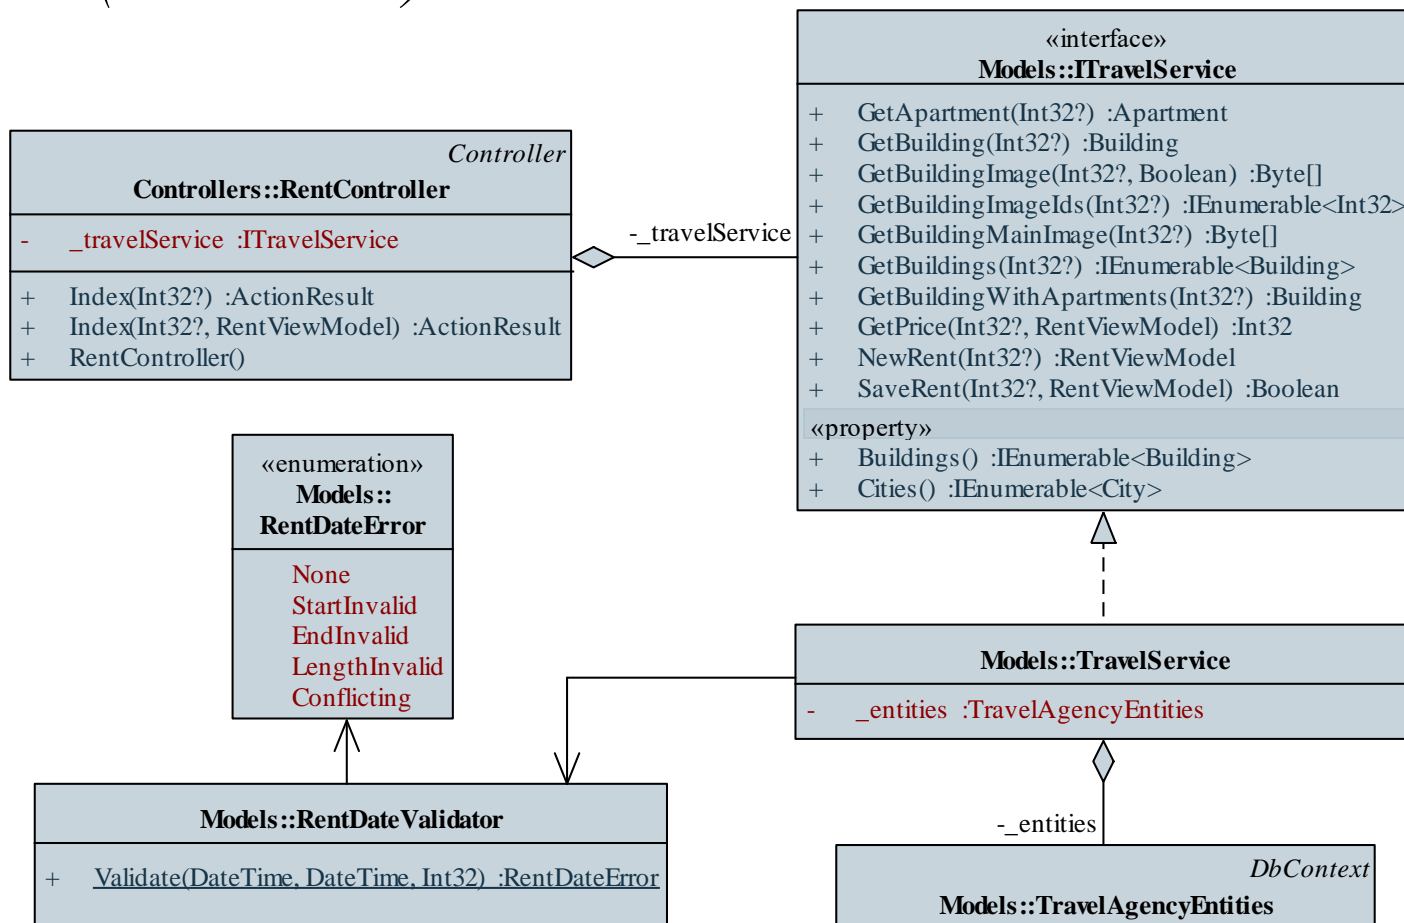 «interface»
Models::ITravelService
+ GetApartment(Int32?) :Apartment
+ GetBuilding(Int32?) :Building
+ GetBuildingImage(Int32?, Boolean) :Byte[]
+ GetBuildingImageIds(Int32?) :IEnumerable<Int32>
+ GetBuildingMainImage(Int32?) :Byte[]
+ GetBuildings(Int32?) :IEnumerable<Building>
+ GetBuildingWithApartments(Int32?) :Building
+ GetPrice(Int32?, RentViewModel) :Int32
+ NewRent(Int32?) :RentViewModel
+ SaveRent(Int32?, RentViewModel) :Boolean
«property»
+ Buildings() :IEnumerable<Building>
+ Cities() :IEnumerable<City>
Controller
Controllers::RentController
- _travelService :ITravelService
+ Index(Int32?) :ActionResult
+ Index(Int32?, RentViewModel) :ActionResult
+ RentController()
-_travelService
«enumeration»
Models::
RentDateError
None
StartInvalid
EndInvalid
LengthInvalid
Conflicting
Models::TravelService
- _entities :TravelAgencyEntities
Models::RentDateValidator
+ Validate(DateTime, DateTime, Int32) :RentDateError
-_entities
DbContext
Models::TravelAgencyEntities